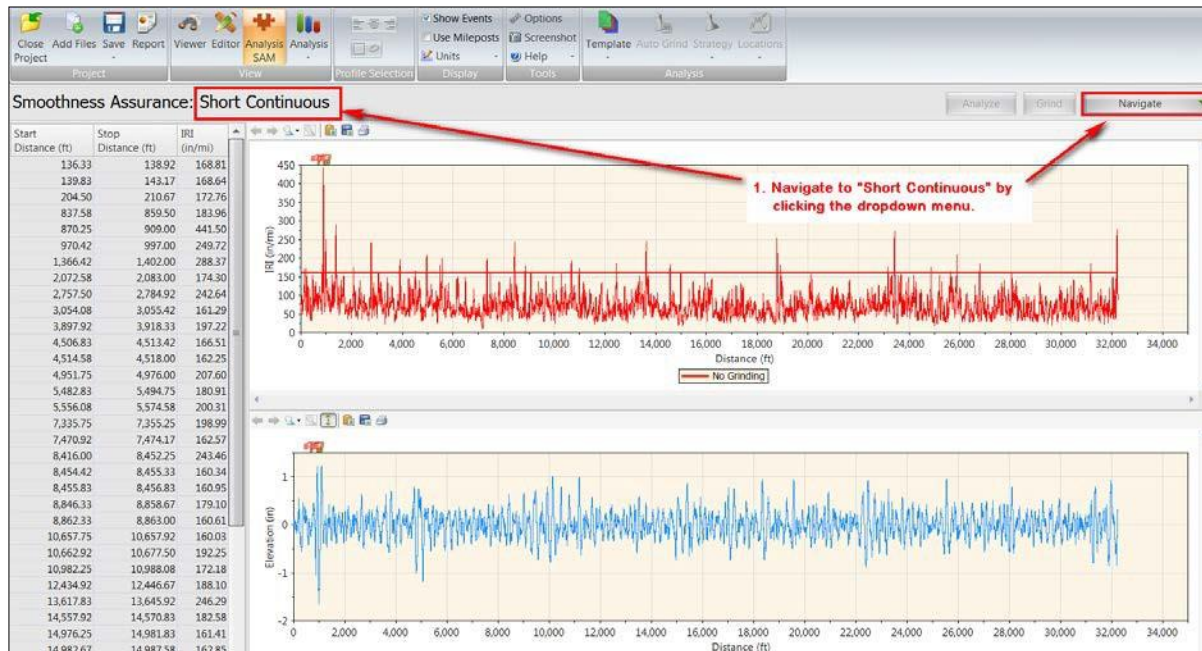 Close Project
Add Files
Save
Report
Project
Viewer
Editor
Analysis SAM
Analysis
View
Profile Selection
Show Events
Use Mileposts
Units
Display
Options
Screenshot
Help
Tools
Template
Auto Grind
Strategy
Locations
Analysis
Smoothness Assurance: Short Continuous
Analyze
Grind
Navigate
Start Distance (ft) Stop Distance (ft) IRI (in/mi)
136.33 138.92 168.81
139.83 143.17 168.64
204.50 210.67 172.76
837.58 859.50 183.96
870.25 909.00 441.50
970.42 997.00 249.72
1,366.42 1,402.00 288.37
2,072.58 2,083.00 174.30
2,757.50 2,784.92 242.64
3,054.08 3,055.42 161.29
3,897.92 3,918.33 197.22
4,506.83 4,513.42 166.51
4,514.58 4,518.00 162.25
4,951.75 4,976.00 207.60
5,482.83 5,494.75 180.91
5,556.08 5,574.58 200.31
7,335.75 7,355.25 198.99
7,470.92 7,474.17 162.57
8,416.00 8,452.25 243.46
8,454.42 8,455.33 160.34
8,455.83 8,456.83 160.95
8,846.33 8,858.67 179.10
8,862.33 8,863.00 160.61
10,657.75 10,657.92 160.03
10,662.92 10,677.50 192.25
10,982.25 10,988.08 172.18
12,434.92 12,446.67 188.10
13,617.83 13,645.92 246.29
14,557.92 14,570.83 182.58
14,976.25 14,981.83 161.41
14,982.67 14,987.58 162.85
1. Navigate to "Short Continuous" by
clicking the dropdown menu.
IRI (in/mi)
450
400
350
300
250
200
150
100
50
0
0 2,000 4,000 6,000 8,000 10,000 12,000 14,000 16,000 18,000 20,000 22,000 24,000 26,000 28,000 30,000 32,000 34,000
Distance (ft)
No Grinding
Elevation (in)
1
0
-1
-2
0 2,000 4,000 6,000 8,000 10,000 12,000 14,000 16,000 18,000 20,000 22,000 24,000 26,000 28,000 30,000 32,000 34,000
Distance (ft)